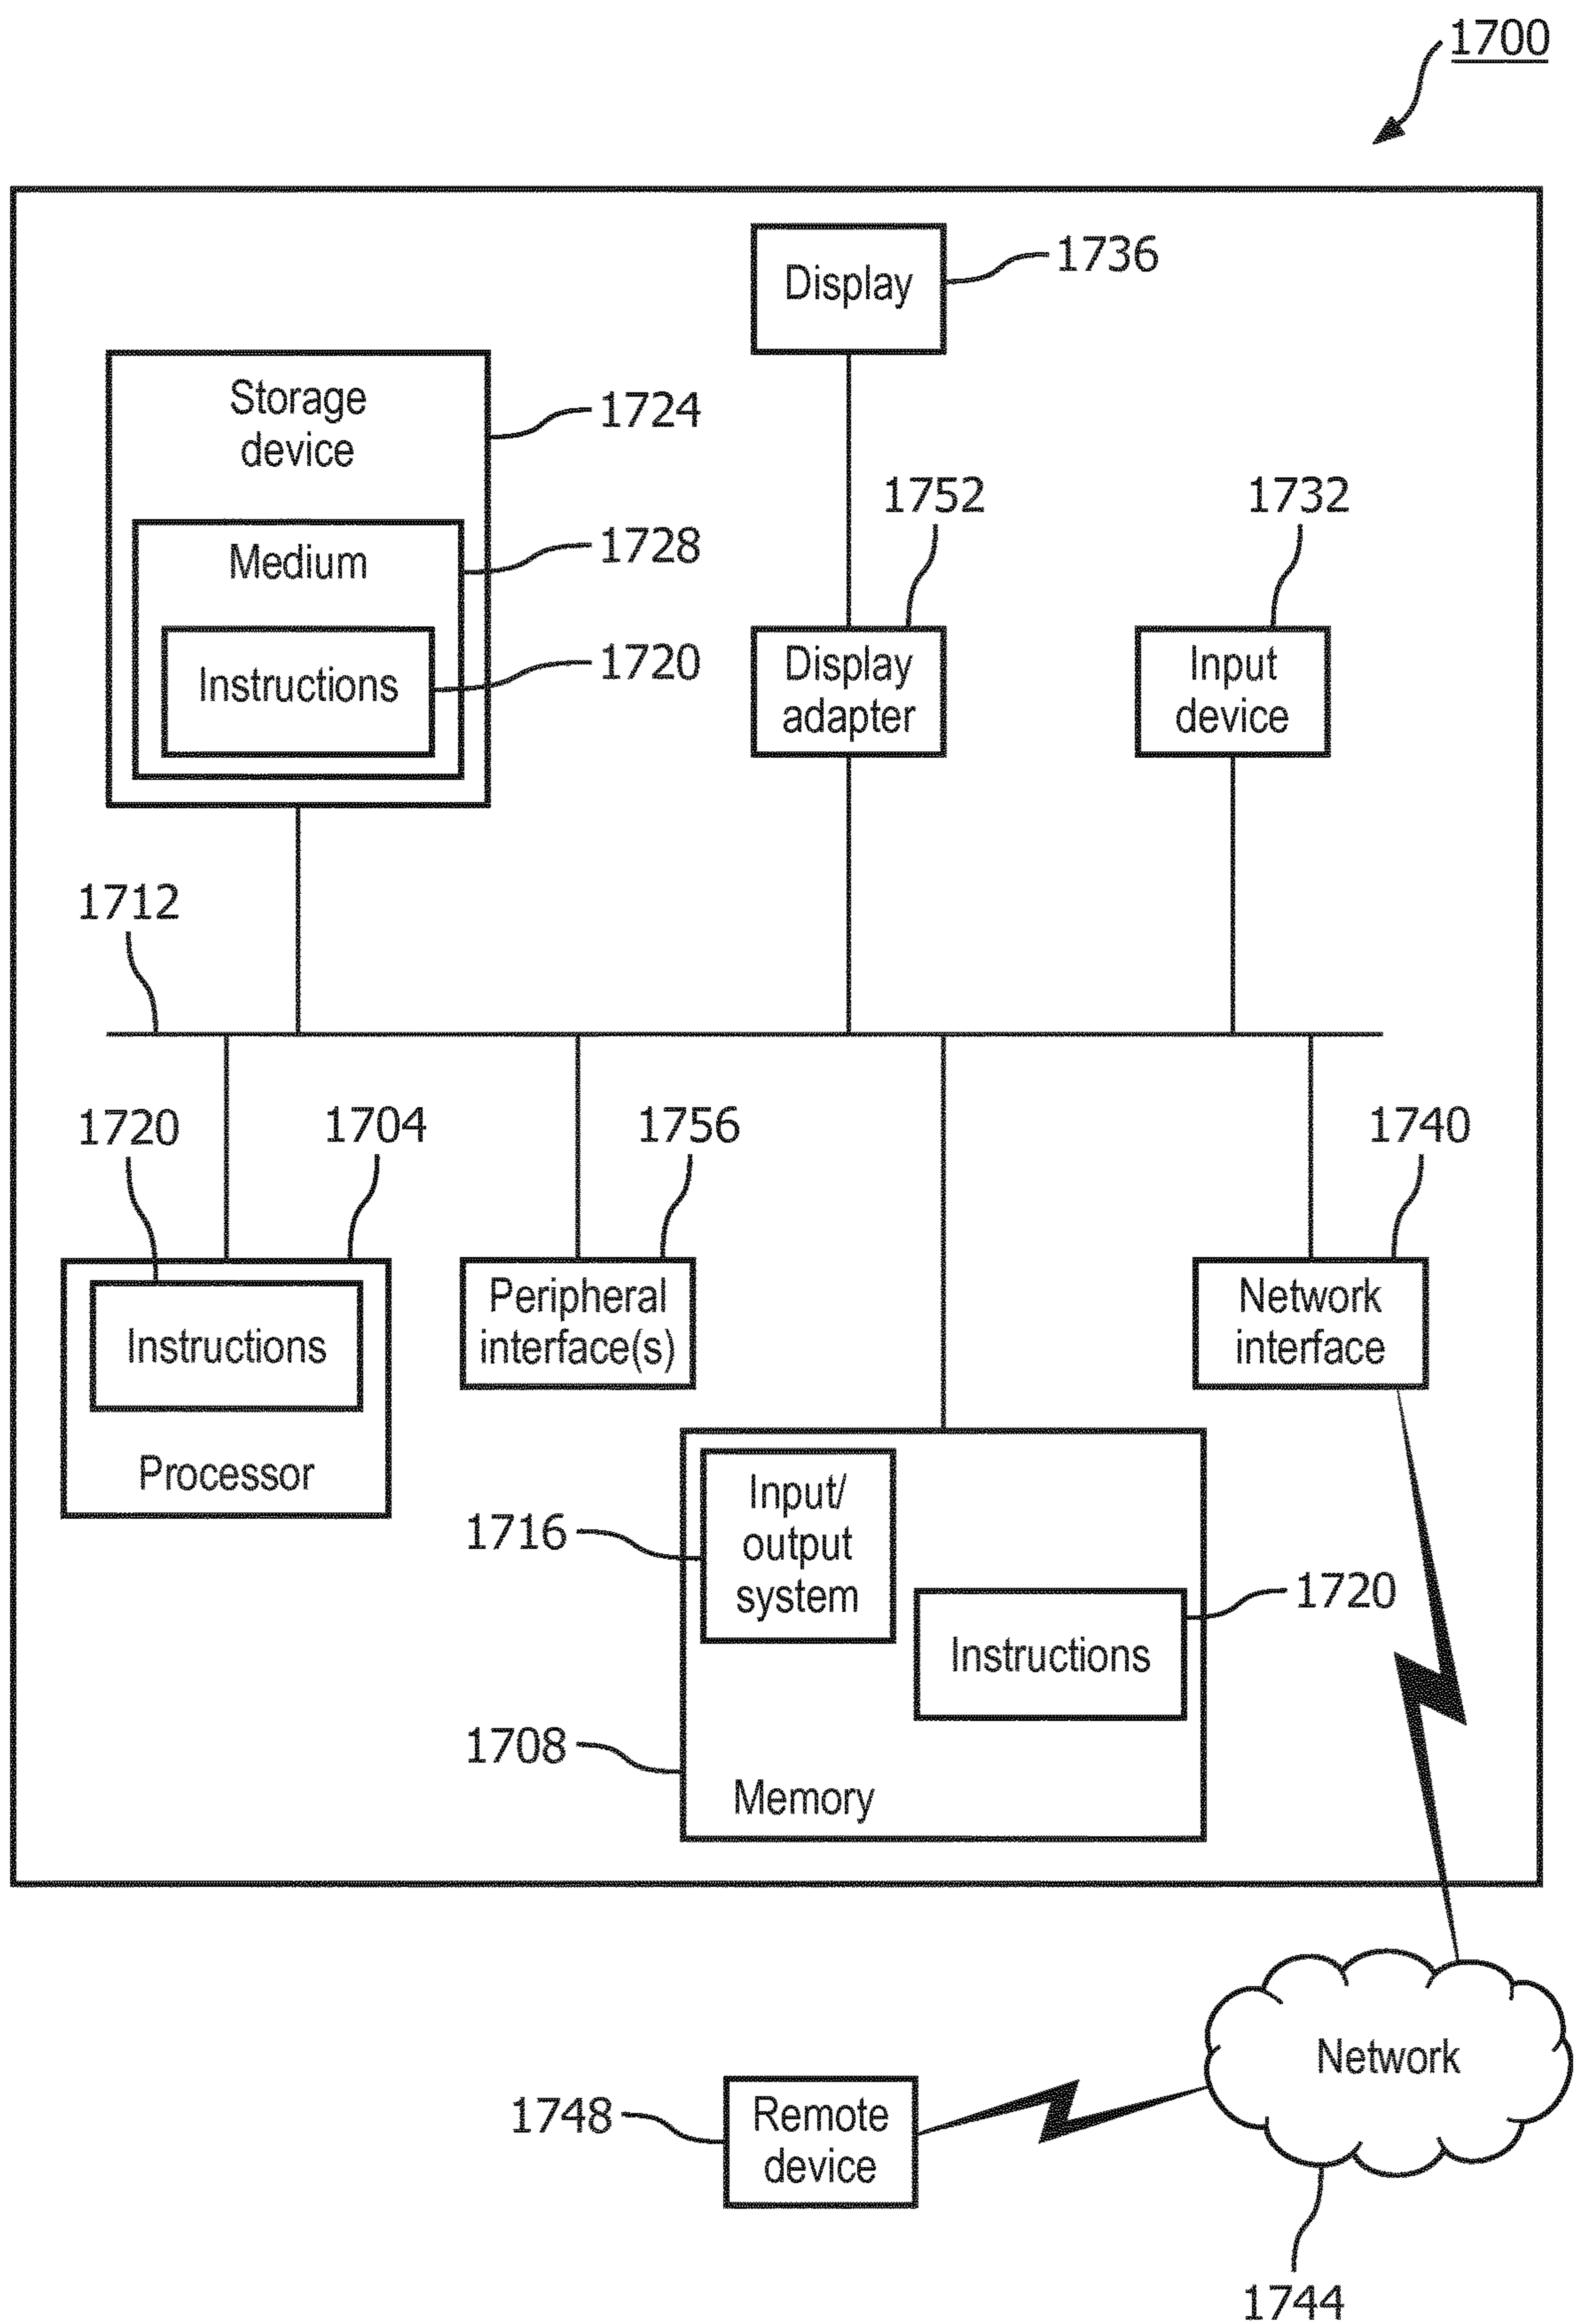 1700
Display
1736
Storage
device
1724
Medium
1728
Instructions
1720
1752
Display
adapter
1732
Input
device
1712
1720
1704
Instructions
Processor
1756
Peripheral
interface(s)
1740
Network
interface
1716
Input/
output
system
1720
Instructions
1708
Memory
Network
1748
Remote
device
1744